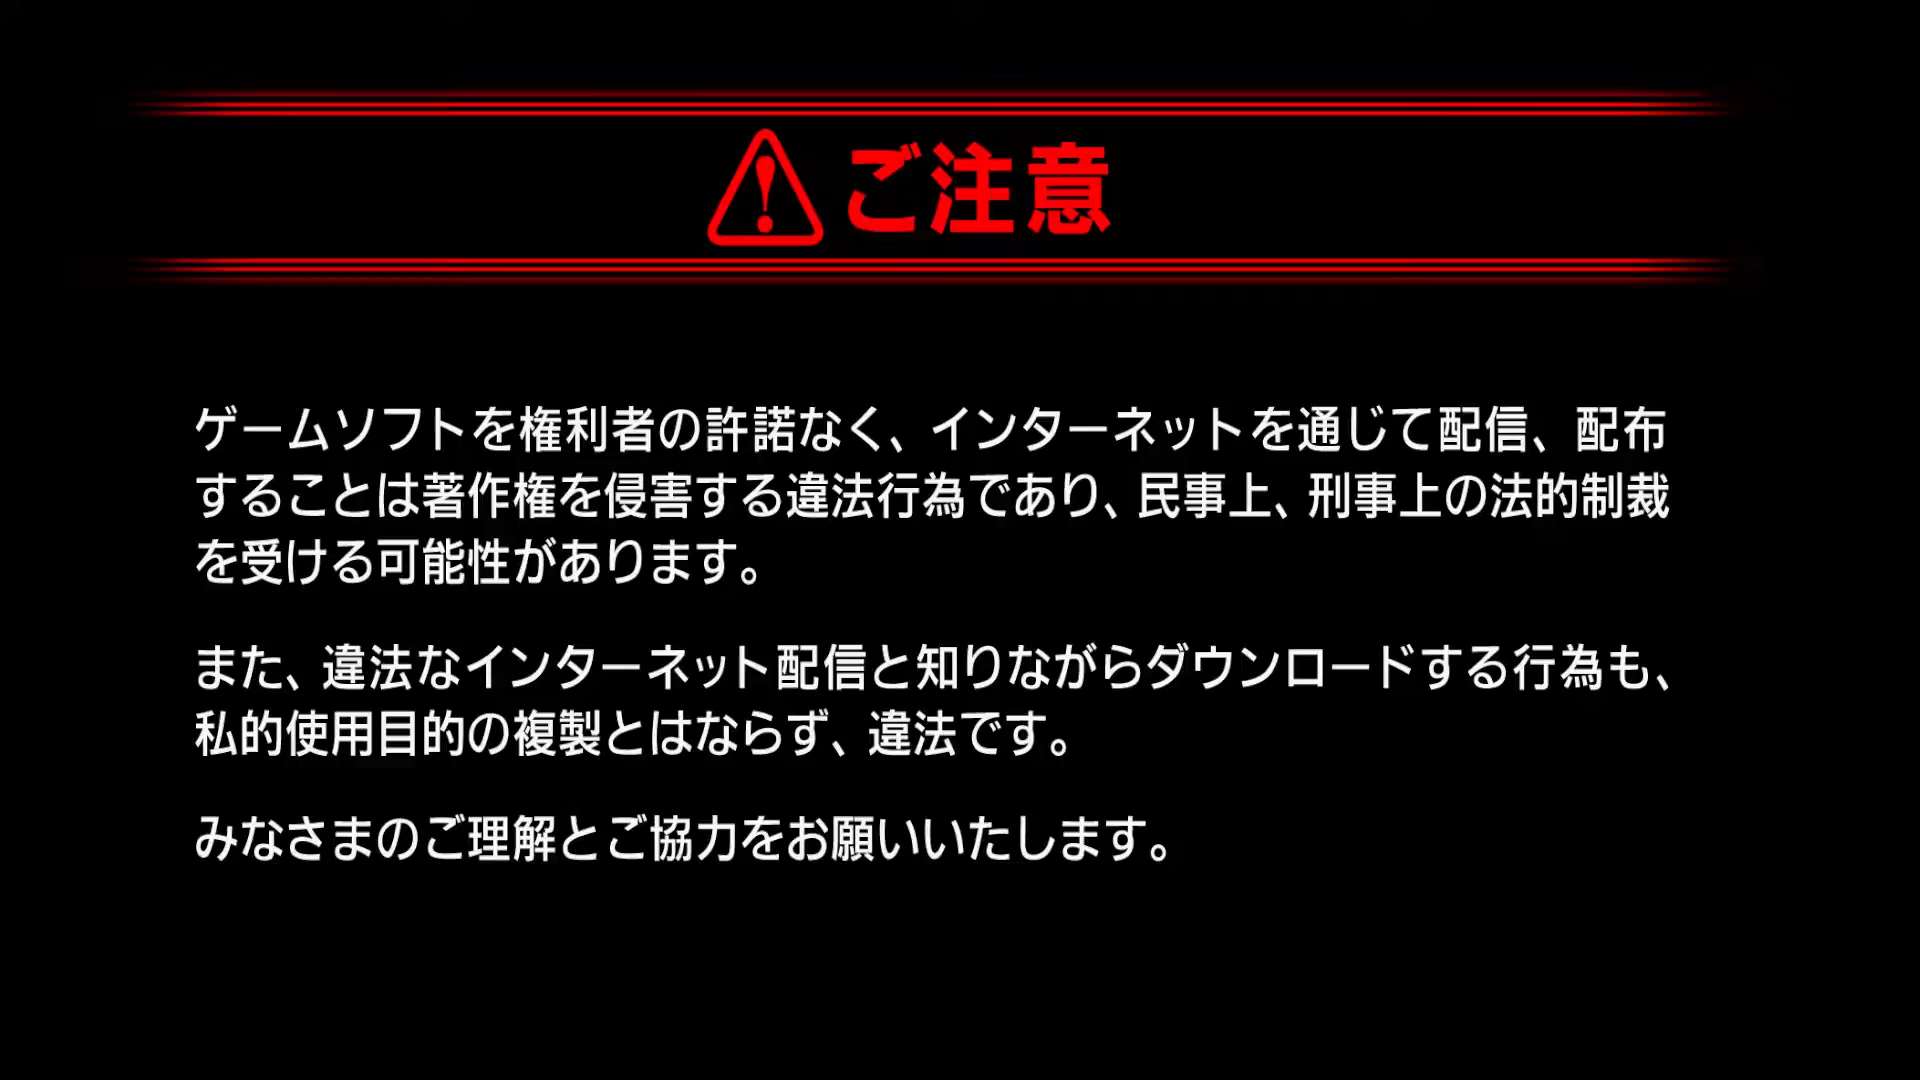 ご注意
ゲームソフトを権利者の許諾なく、インターネットを通じて配信、配布
することは著作権を侵害する違法行為であり、民事上、刑事上の法的制裁
を受ける可能性があります。
また、違法なインターネット配信と知りながらダウンロードする行為も、
私的使用目的の複製とはならず、違法です。
みなさまのご理解とご協力をお願いいたします。